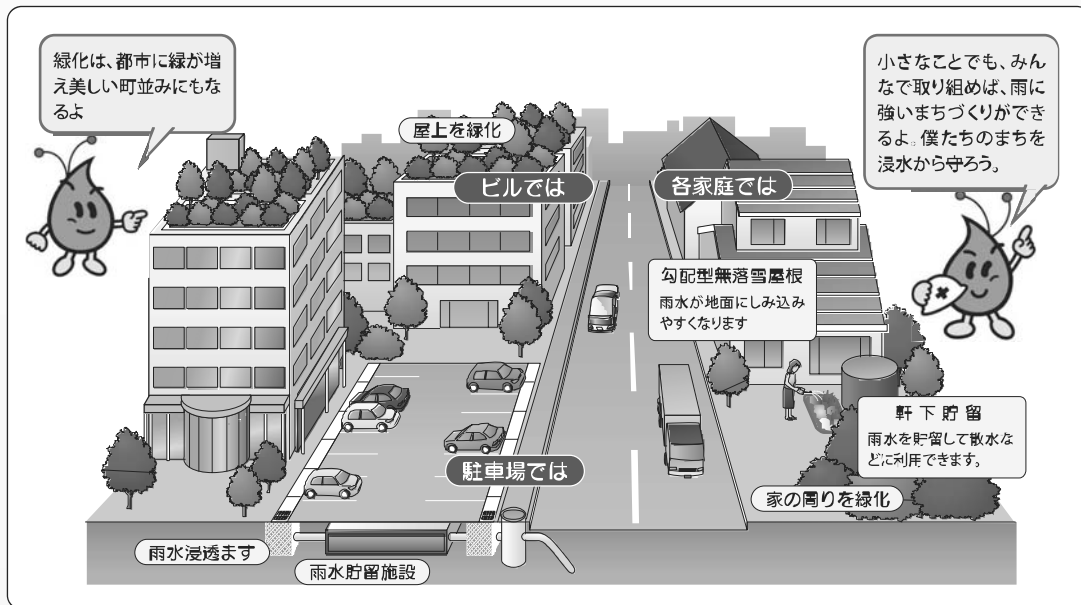 緑化は、都市に緑が増
え美しい町並みにもな
るよ
小さなことでも、みん
なで取り組めば、雨に
強いまちづくりができ
るよ。僕たちのまちを
浸水から守ろう。
屋上を緑化
ビルでは
各家庭では
勾配型無落雪屋根
雨水が地面にしみ込み
やすくなります
軒下貯留
雨水を貯留して散水な
どに利用できます。
駐車場では
家の周りを緑化
雨水浸透ます
雨水貯留施設